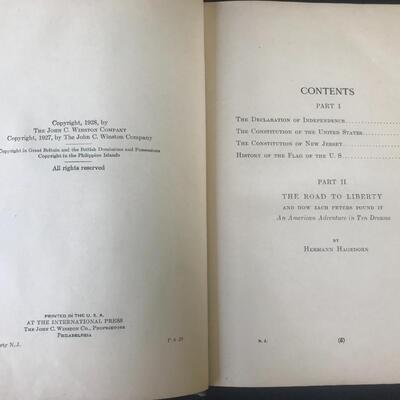 Copyright, 1928, by
THE JOHN C. WINSTON COMPANY
Copyright, 1927, by The John C. Winston Company
Copyright in Great Britain and the British Dominions and Possessions
Copyright in the Philippine Islands
All rights reserved
PRINTED IN THE U. S. A.
AT THE INTERNATIONAL PRESS
THE JOHN C. WINSTON CO., PROPRIETORS
PHILADELPHIA
rty N.J.
CONTENTS
PART I
THE DECLARATION OF INDEPENDENCE
THE CONSTITUTION OF THE UNITED STATES
THE CONSTITUTION OF NEW JERSEY
HISTORY OF THE FLAG OF THE U. S
PART II
THE ROAD TO LIBERTY
AND HOW ZACH PETERS FOUND IT
An American Adventure in Ten Dreams
BY
HERMANN HAGEDORN
N. J.
(5)